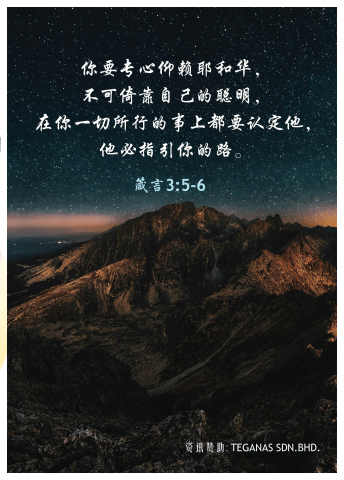 你要专心仰赖耶和华，
不可倚靠自己的聪明，
在你一切所行的事上都要认定他，
他必指引你的路。
箴言 3:5-6
资讯赞助: TEGANAS SDN.BHD.